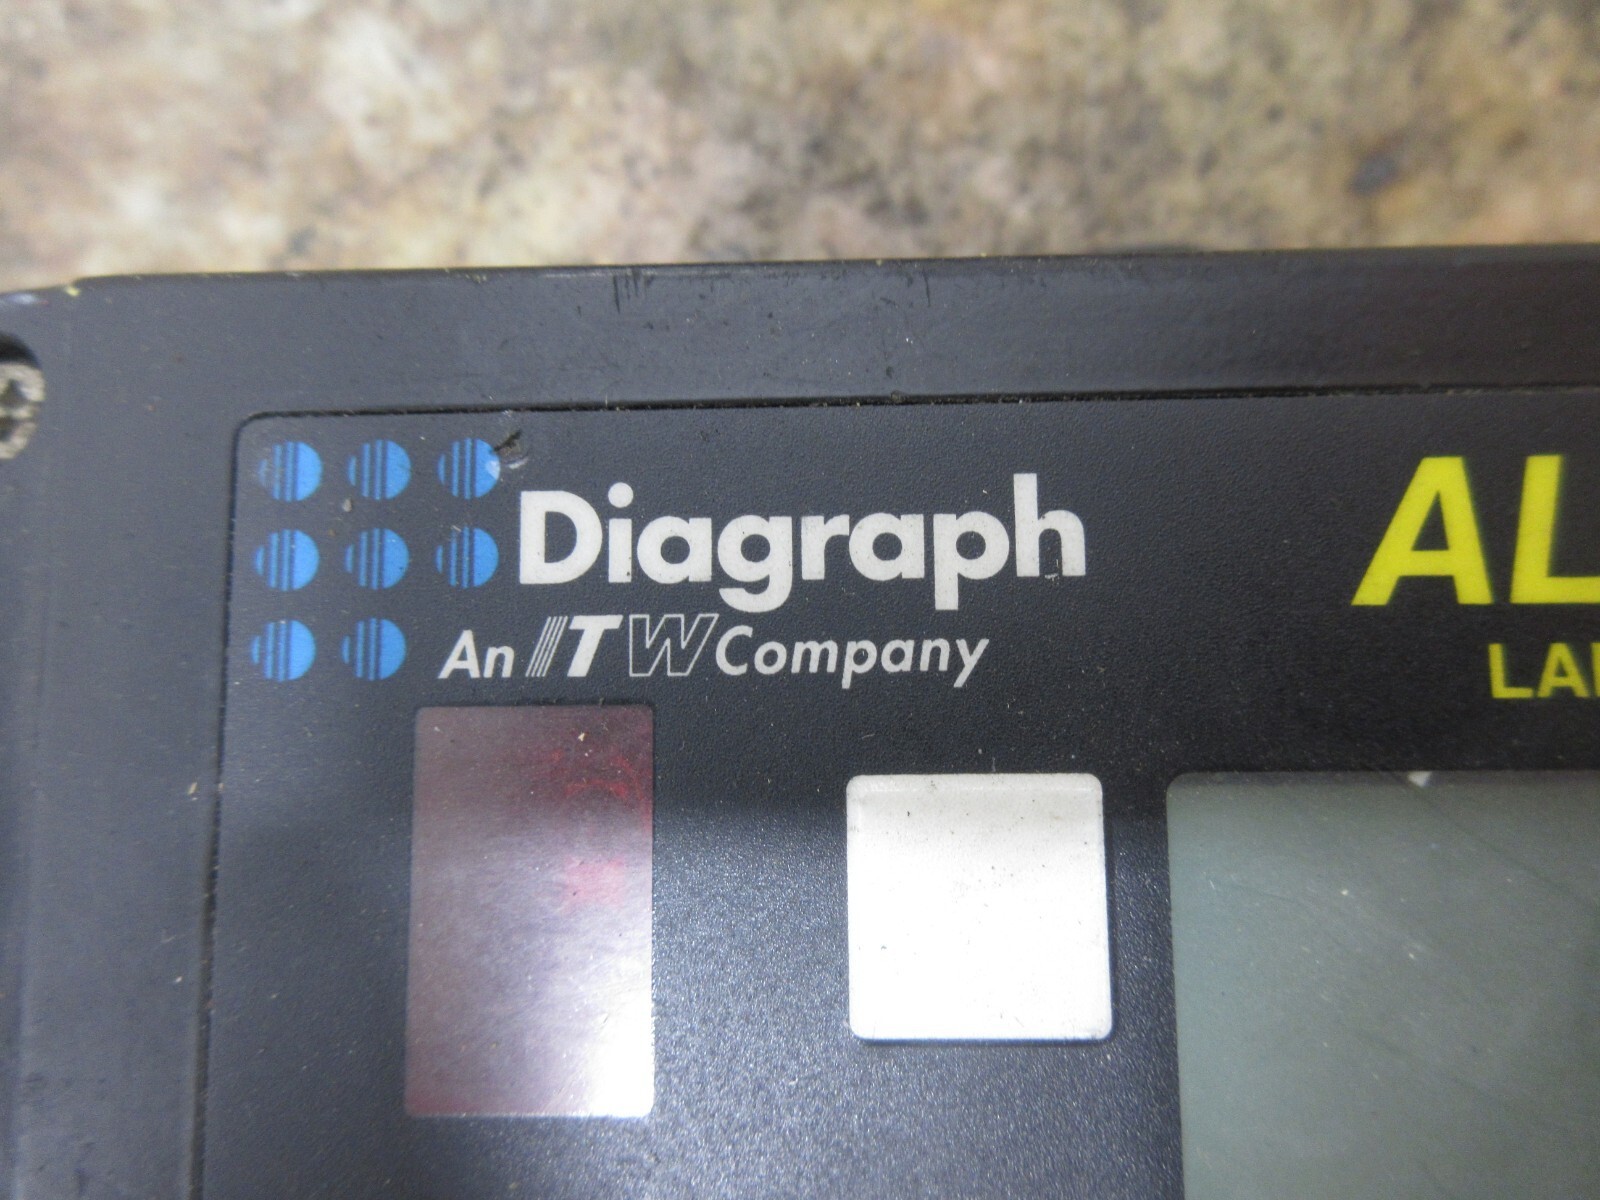 Diagraph
An ITW Company
AL
LA